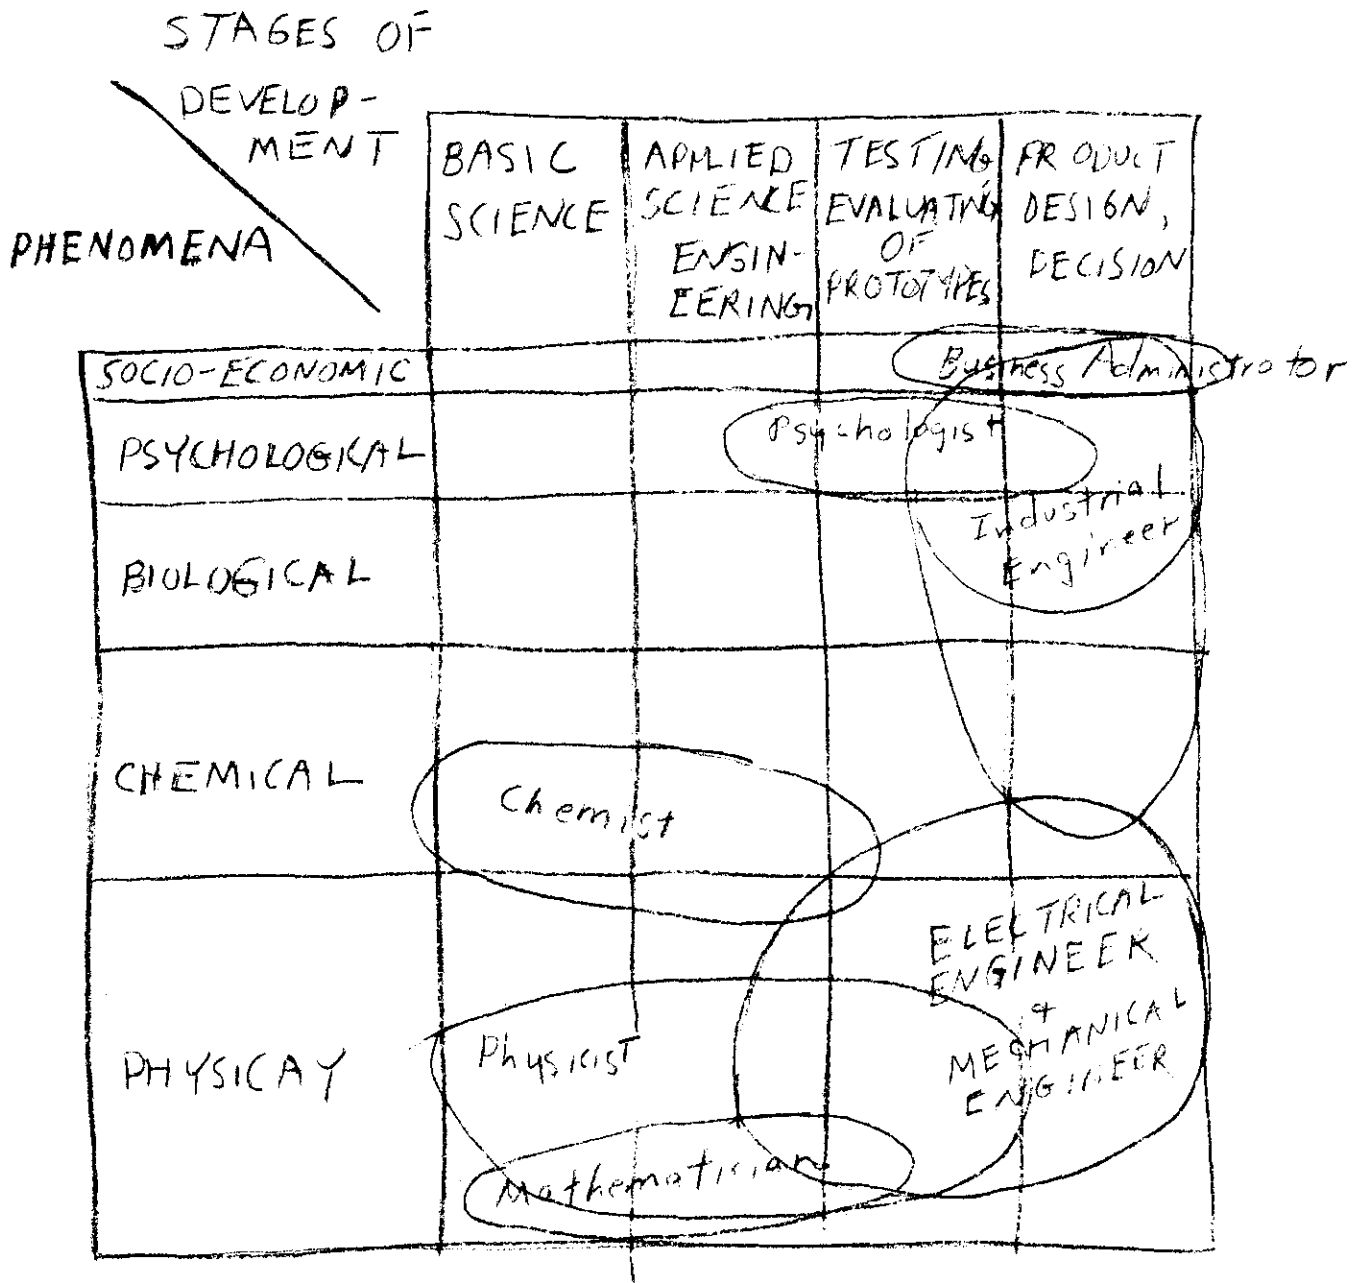 STAGES OF
DEVELOP-
MENT
PHENOMENA
BASIC
SCIENCE
APPLIED
SCIENCE
ENGIN-
EERING
TESTING
EVALUATING
OF
PROTOTYPES
PRODUCT
DESIGN,
DECISION
SOCIO-ECONOMIC
Business Administrator
PSYCHOLOGICAL
Psychologist
Industrial
Engineer
BIOLOGICAL
CHEMICAL
Chemist
PHYSICAL
Physicist
ELECTRICAL
ENGINEER
+
MECHANICAL
ENGINEER
Mathematician